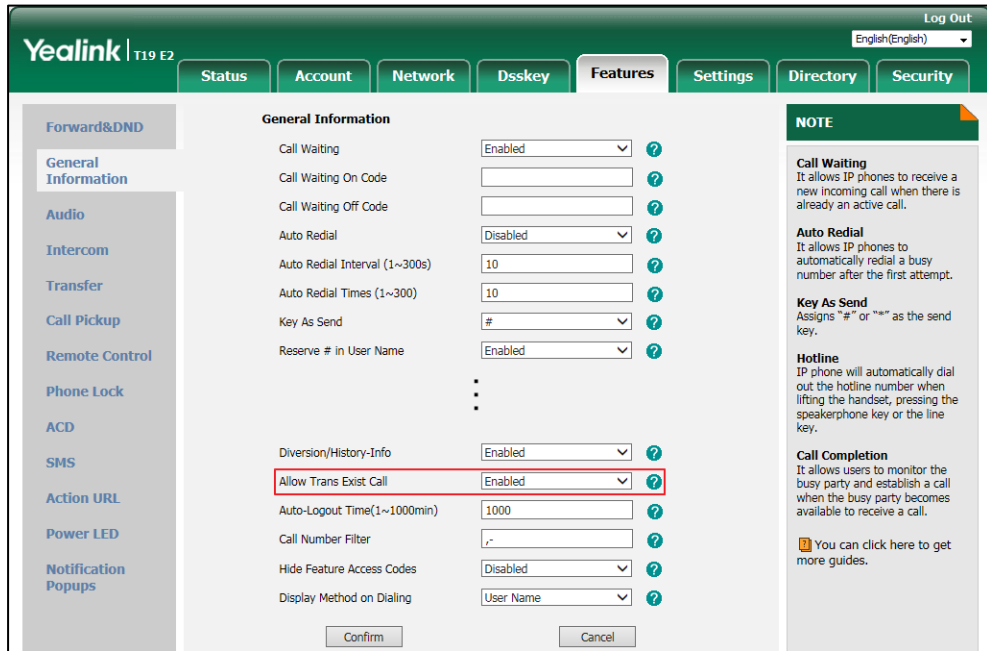 Log Out
Yealink T19 E2
English(English)
Status Account Network Dsskey Features Settings Directory Security
Forward&DND
General
Information
Audio
Intercom
Transfer
Call Pickup
Remote Control
Phone Lock
ACD
SMS
Action URL
Power LED
Notification
Popups
General Information
Call Waiting Enabled ?
Call Waiting On Code ?
Call Waiting Off Code ?
Auto Redial Disabled ?
Auto Redial Interval (1~300s) 10 ?
Auto Redial Times (1~300) 10 ?
Key As Send # ?
Reserve # in User Name Enabled ?
Diversion/History-Info Enabled ?
Allow Trans Exist Call Enabled ?
Auto-Logout Time(1~1000min) 1000 ?
Call Number Filter ,- ?
Hide Feature Access Codes Disabled ?
Display Method on Dialing User Name ?
Confirm Cancel
NOTE
Call Waiting
It allows IP phones to receive a
new incoming call when there is
already an active call.
Auto Redial
It allows IP phones to
automatically redial a busy
number after the first attempt.
Key As Send
Assigns "#" or "*" as the send
key.
Hotline
IP phone will automatically dial
out the hotline number when
lifting the handset, pressing the
speakerphone key or the line
key.
Call Completion
It allows users to monitor the
busy party and establish a call
when the busy party becomes
available to receive a call.
? You can click here to get
more guides.